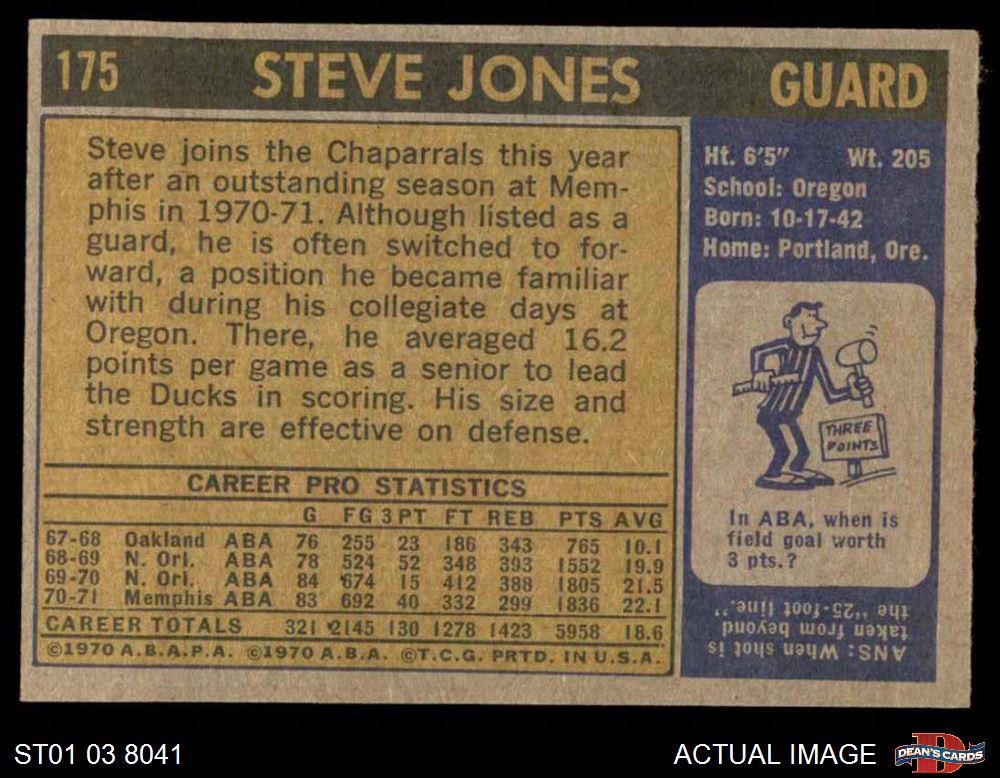 175 STEVE JONES GUARD
Steve joins the Chaparrals this year
after an outstanding season at Mem-
phis in 1970-71. Although listed as a
guard, he is often switched to for-
ward, a position he became familiar
with during his collegiate days at
Oregon. There, he averaged 16.2
points per game as a senior to lead
the Ducks in scoring. His size and
strength are effective on defense.
CAREER PRO STATISTICS
G FG 3 PT FT REB PTS AVG
67-68 Oakland ABA 76 255 23 186 343 765 10.1
68-69 N. Orl. ABA 78 524 52 348 393 1552 19.9
69-70 N. Orl. ABA 84 674 15 412 388 1805 21.5
70-71 Memphis ABA 83 692 40 332 299 1836 22.1
CAREER TOTALS 321 2145 130 1278 1423 5958 18.6
©1970 A.B.A.P.A. ©1970 A.B.A. ©T.C.G. PRTD. IN U.S.A.
Ht. 6'5" Wt. 205
School: Oregon
Born: 10-17-42
Home: Portland, Ore.
THREE
POINTS
In ABA, when is
field goal worth
3 pts.?
ANS: When shot is
taken from beyond
the "25-foot line."
ST01 03 8041
ACTUAL IMAGE
D
DEAN'S CARDS